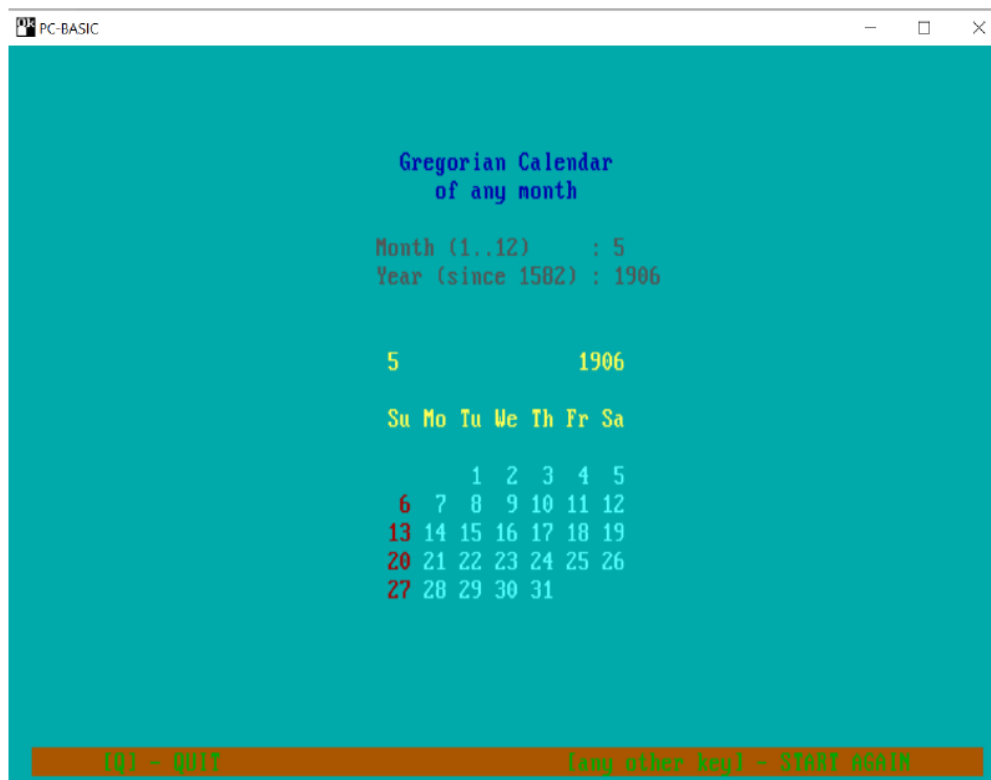 PC-BASIC
Gregorian Calendar
of any month
Month (1..12) : 5
Year (since 1582) : 1906
5 1906
Su Mo Tu We Th Fr Sa
1 2 3 4 5
6 7 8 9 10 11 12
13 14 15 16 17 18 19
20 21 22 23 24 25 26
27 28 29 30 31
[Q] - QUIT [any other key] - START AGAIN